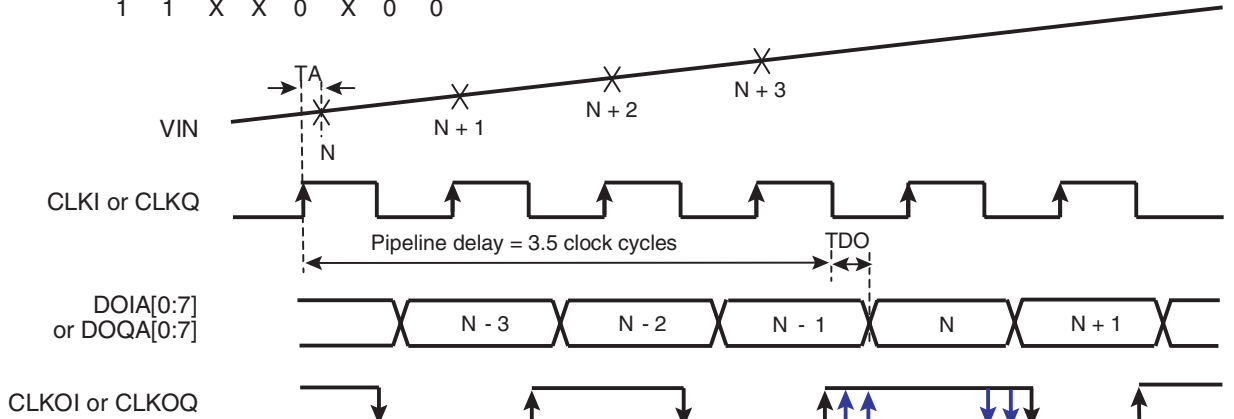 1 1 X X 0 X 0 0
TA
VIN
N
N + 1
N + 2
N + 3
CLKI or CLKQ
Pipeline delay = 3.5 clock cycles
TDO
DOIA[0:7]
or DOQA[0:7]
N - 3
N - 2
N - 1
N
N + 1
CLKOI or CLKOQ